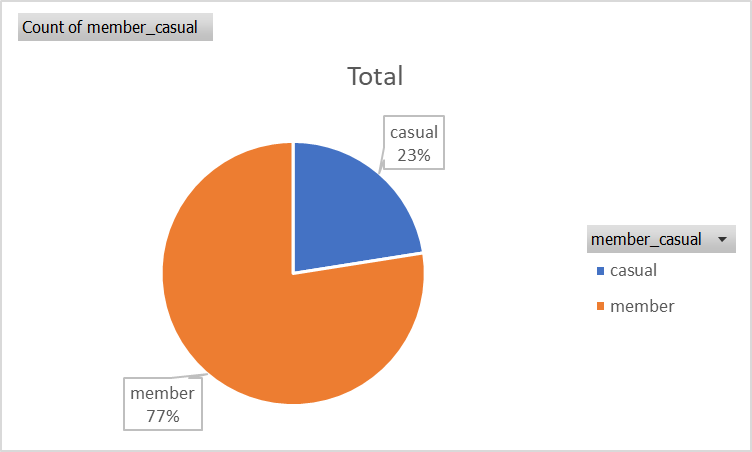 Count of member_casual
Total
casual
23%
member_casual
casual
member
member
77%